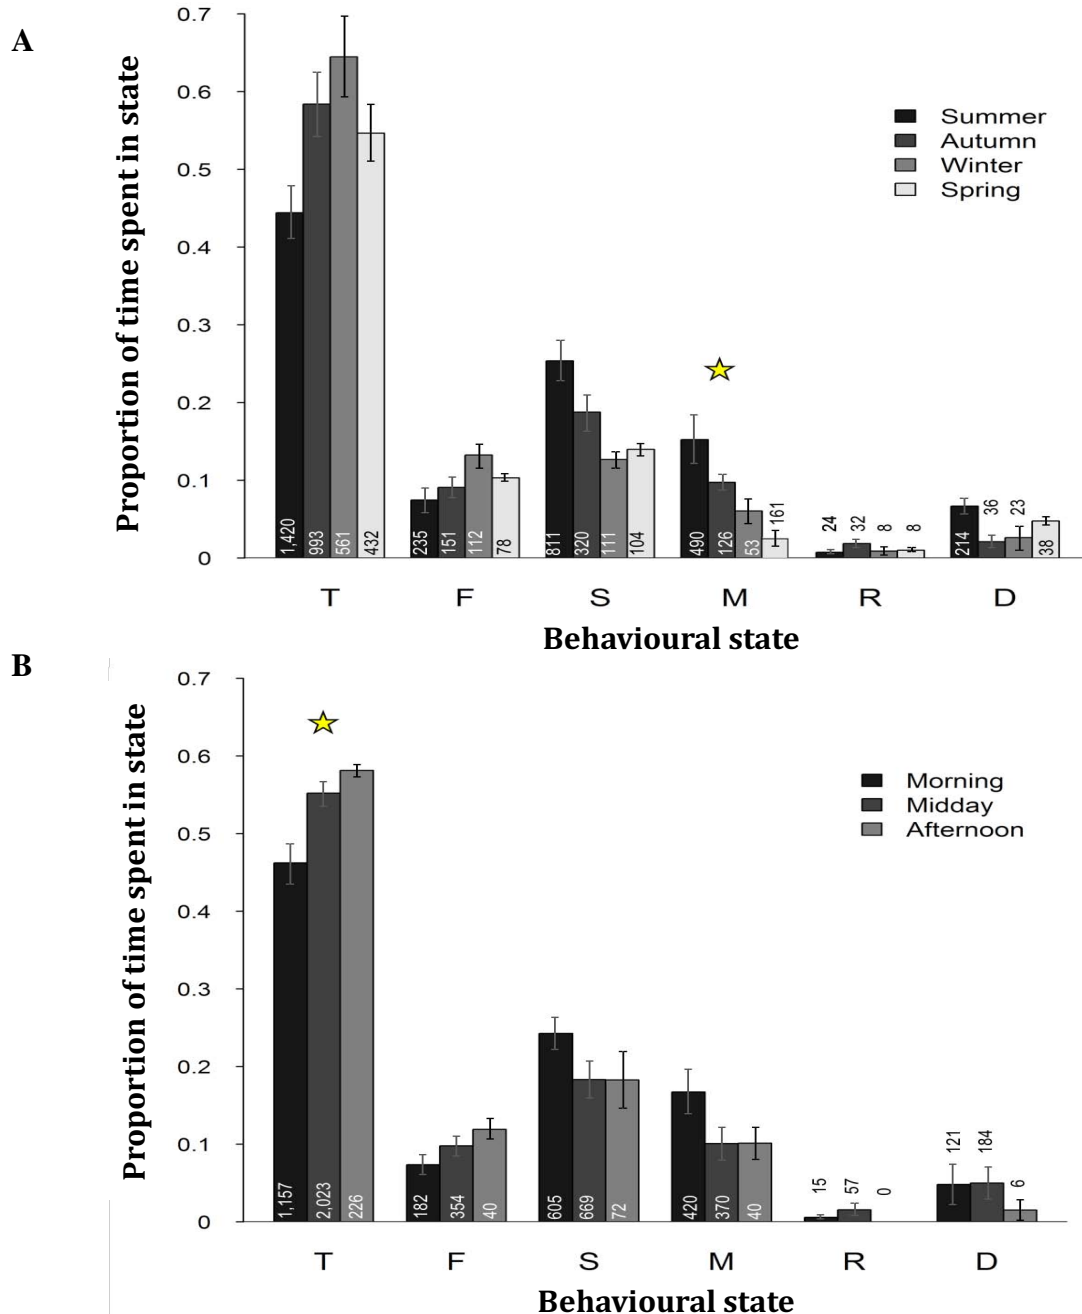 A
Proportion of time spent in state
0.7
0.6
0.5
0.4
0.3
0.2
0.1
0
Summer
Autumn
Winter
Spring
1,420 993 561 432
235 151 112 78
811 320 111 104
490 126 53 161
24 32 8 8
214 36 23 38
T F S M R D
Behavioural state
B
Proportion of time spent in state
0.7
0.6
0.5
0.4
0.3
0.2
0.1
0
Morning
Midday
Afternoon
1,157 2,023 226
182 354 40
605 669 72
420 370 40
15 57 0
121 184 6
T F S M R D
Behavioural state